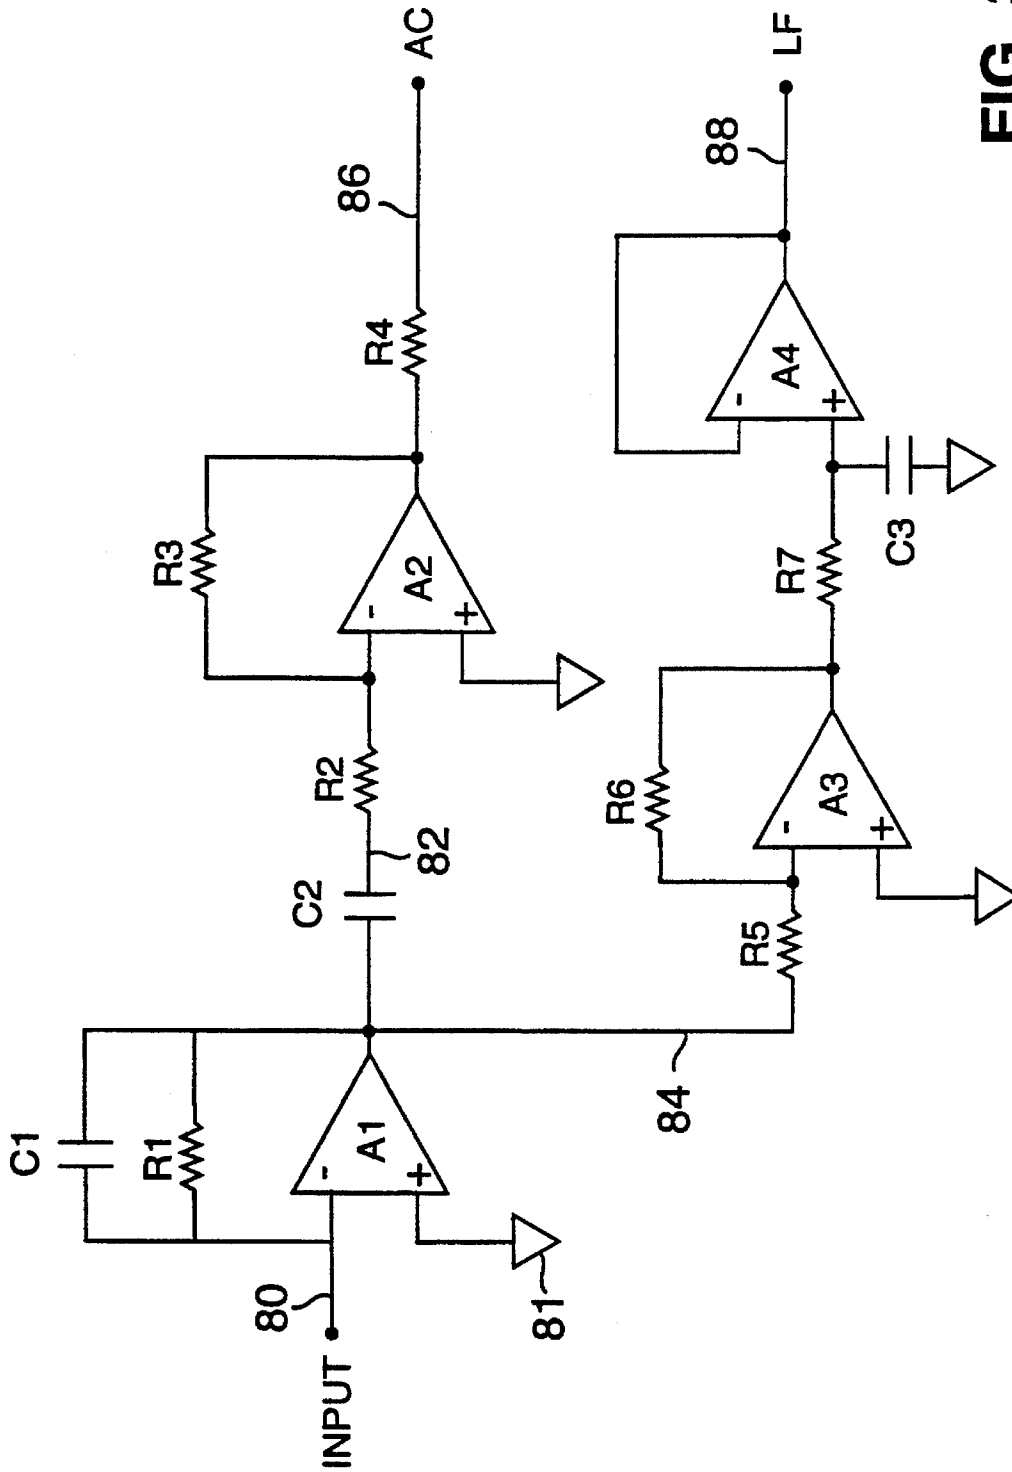 C1
R1
A1
-
+
INPUT
80
81
C2
82
R2
R3
A2
-
+
R4
86
AC
84
R5
R6
A3
-
+
R7
C3
A4
-
+
88
LF
FIG